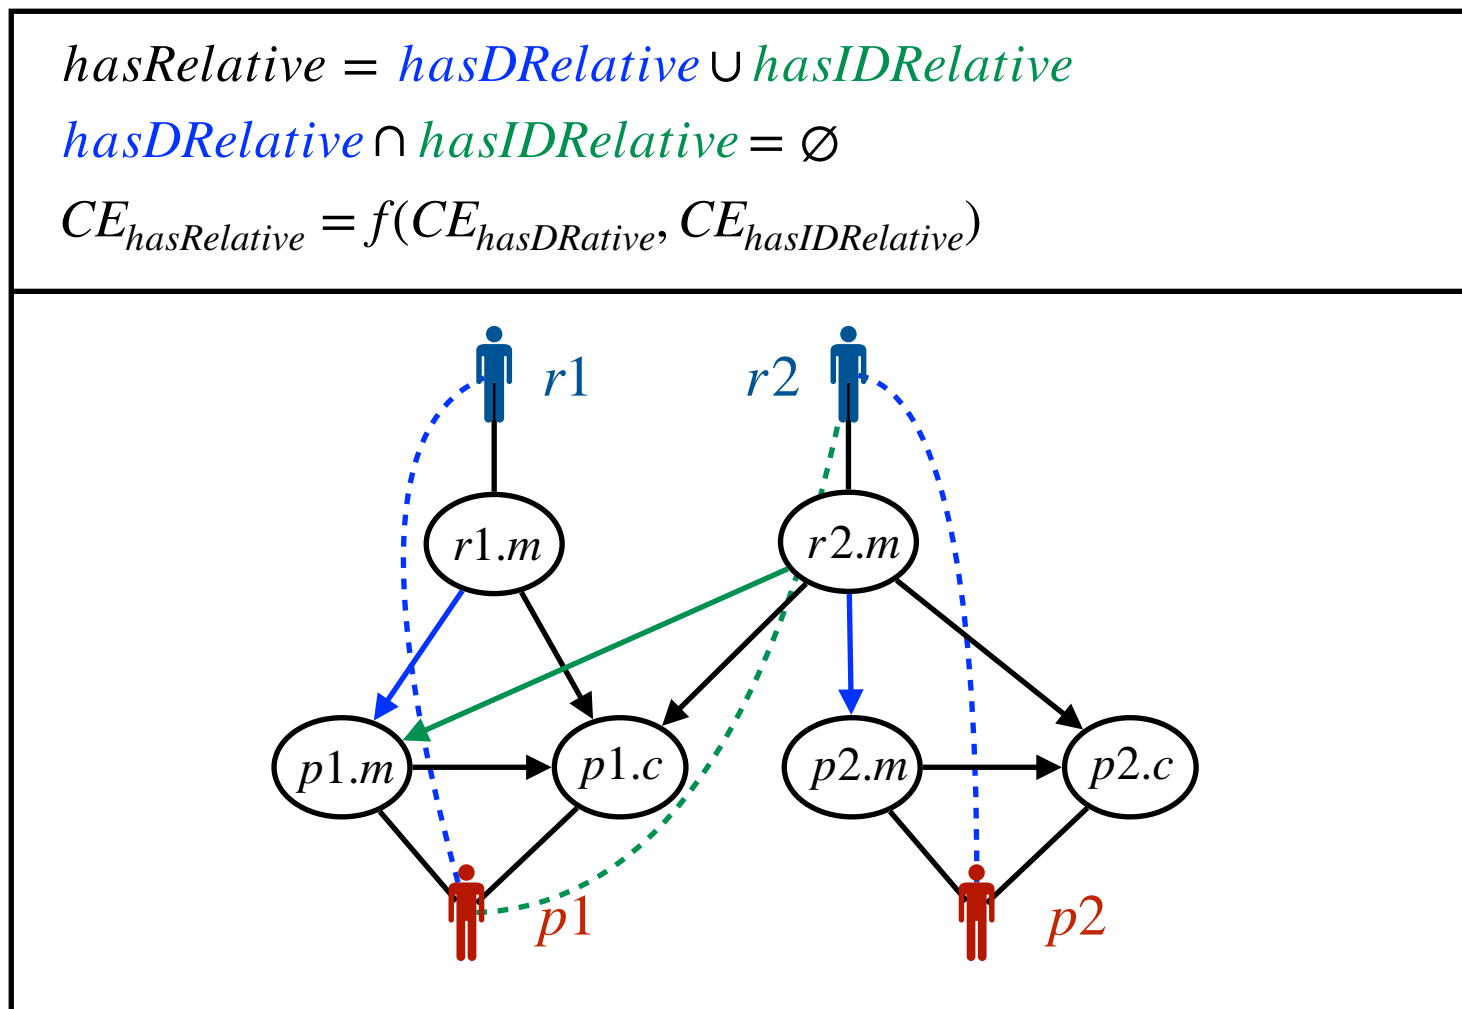 hasRelative = hasDRelative ∪ hasIDRelative
hasDRelative ∩ hasIDRelative = ∅
CE_hasRelative = f(CE_hasDRative, CE_hasIDRelative)
r1 r2
r1.m r2.m
p1.m p1.c p2.m p2.c
p1 p2